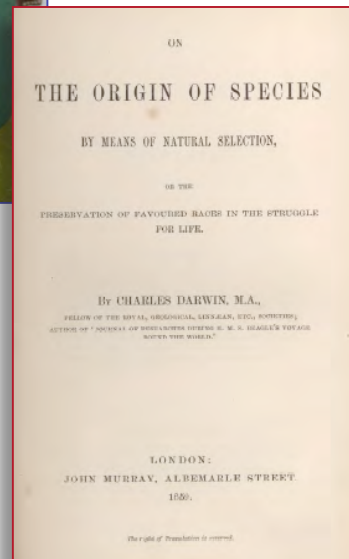 ON
THE ORIGIN OF SPECIES
BY MEANS OF NATURAL SELECTION,
OR THE
PRESERVATION OF FAVOURED RACES IN THE STRUGGLE
FOR LIFE.
BY CHARLES DARWIN, M.A.,
FELLOW OF THE ROYAL, GEOLOGICAL, LINNÆAN, ETC., SOCIETIES;
AUTHOR OF 'JOURNAL OF RESEARCHES DURING H. M. S. BEAGLE'S VOYAGE
ROUND THE WORLD.'
LONDON:
JOHN MURRAY, ALBEMARLE STREET.
1859.
The right of Translation is reserved.